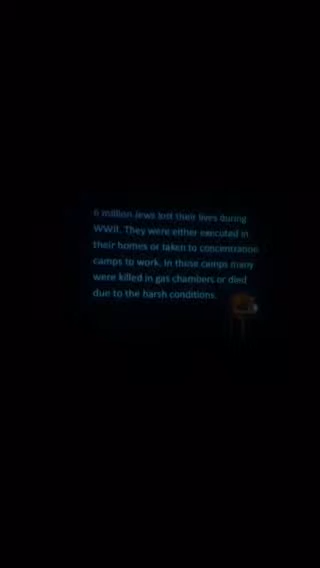 6 million Jews lost their lives during
WWII. They were either executed in
their homes or taken to concentration
camps to work. In these camps many
were killed in gas chambers or died
due to the harsh conditions.